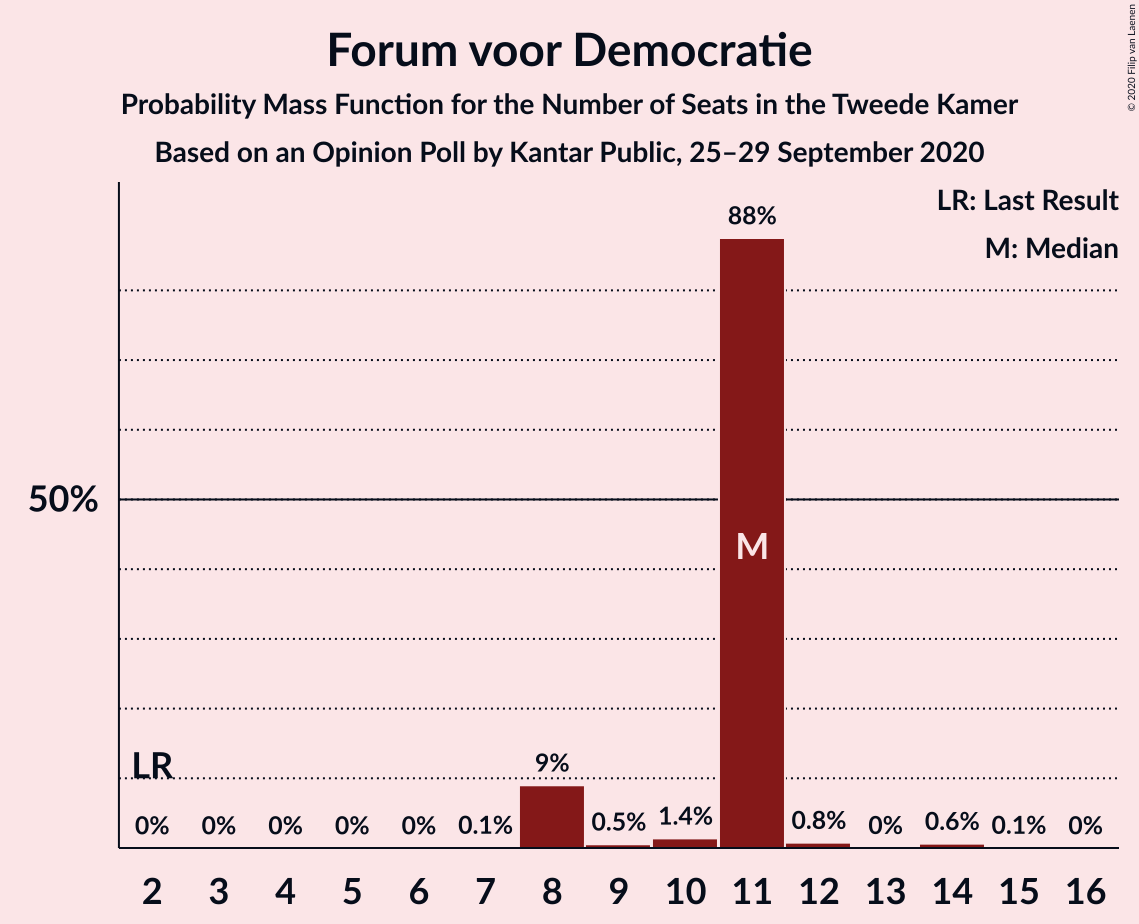 Forum voor Democratie
Probability Mass Function for the Number of Seats in the Tweede Kamer
Based on an Opinion Poll by Kantar Public, 25–29 September 2020
© 2020 Filip van Laenen
LR: Last Result
M: Median
88%
50%
M
LR
9%
0% 0% 0% 0% 0% 0.1% 0.5% 1.4% 0.8% 0% 0.6% 0.1% 0%
2 3 4 5 6 7 8 9 10 11 12 13 14 15 16